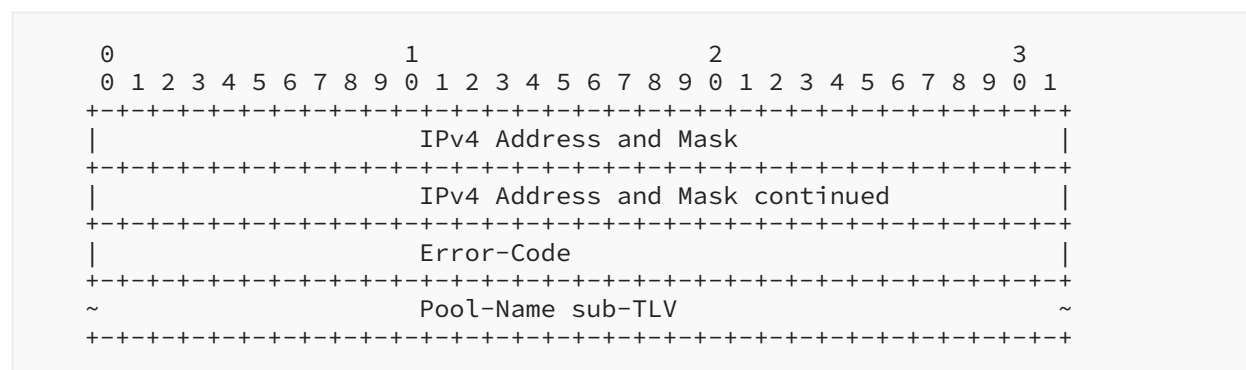 0                   1                   2                   3
 0 1 2 3 4 5 6 7 8 9 0 1 2 3 4 5 6 7 8 9 0 1 2 3 4 5 6 7 8 9 0 1
+-+-+-+-+-+-+-+-+-+-+-+-+-+-+-+-+-+-+-+-+-+-+-+-+-+-+-+-+-+-+-+-+
|                     IPv4 Address and Mask                     |
+-+-+-+-+-+-+-+-+-+-+-+-+-+-+-+-+-+-+-+-+-+-+-+-+-+-+-+-+-+-+-+-+
|                     IPv4 Address and Mask continued           |
+-+-+-+-+-+-+-+-+-+-+-+-+-+-+-+-+-+-+-+-+-+-+-+-+-+-+-+-+-+-+-+-+
|                     Error-Code                                |
+-+-+-+-+-+-+-+-+-+-+-+-+-+-+-+-+-+-+-+-+-+-+-+-+-+-+-+-+-+-+-+-+
~                     Pool-Name sub-TLV                         ~
+-+-+-+-+-+-+-+-+-+-+-+-+-+-+-+-+-+-+-+-+-+-+-+-+-+-+-+-+-+-+-+-+